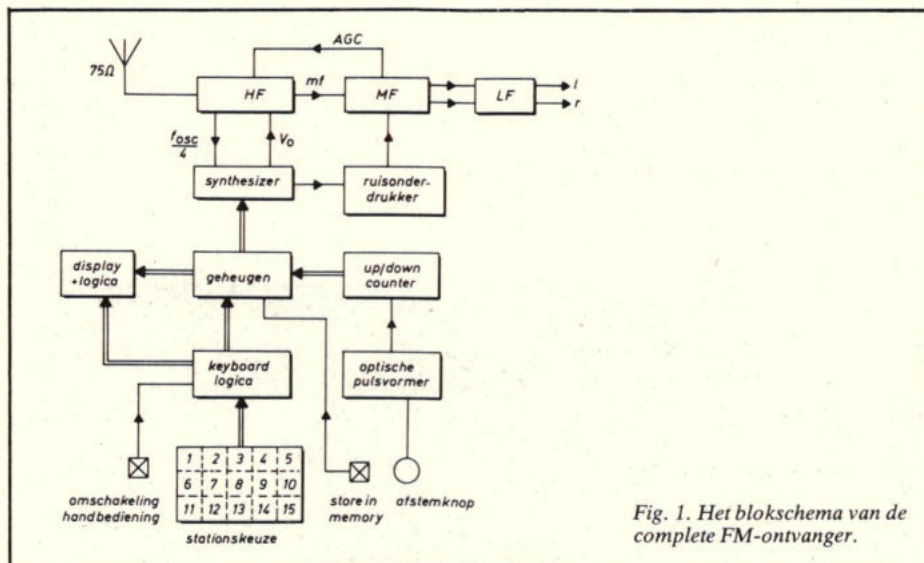 AGC
75Ω
HF
mf
MF
LF
l
r
fosc
4
Vo
synthesizer
ruisonder-
drukker
display
+logica
geheugen
up/down
counter
keyboard
logica
optische
pulsvormer
1 2 3 4 5
6 7 8 9 10
11 12 13 14 15
omschakeling
handbediening
stationskeuze
store in
memory
afstemknop
Fig. 1. Het blokschema van de
complete FM-ontvanger.